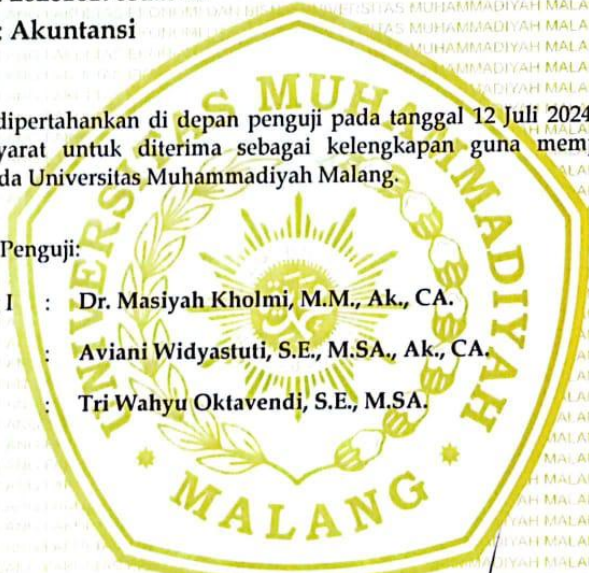 : Akuntansi
dipertahankan di depan penguji pada tanggal 12 Juli 2024
yarat untuk diterima sebagai kelengkapan guna memp
da Universitas Muhammadiyah Malang.
Penguji:
I : Dr. Masiyah Kholmi, M.M., Ak., CA.
: Aviani Widyastuti, S.E., M.SA., Ak., CA.
: Tri Wahyu Oktavendi, S.E., M.SA.
UNIVERSITAS MUHAMMADIYAH
MALANG